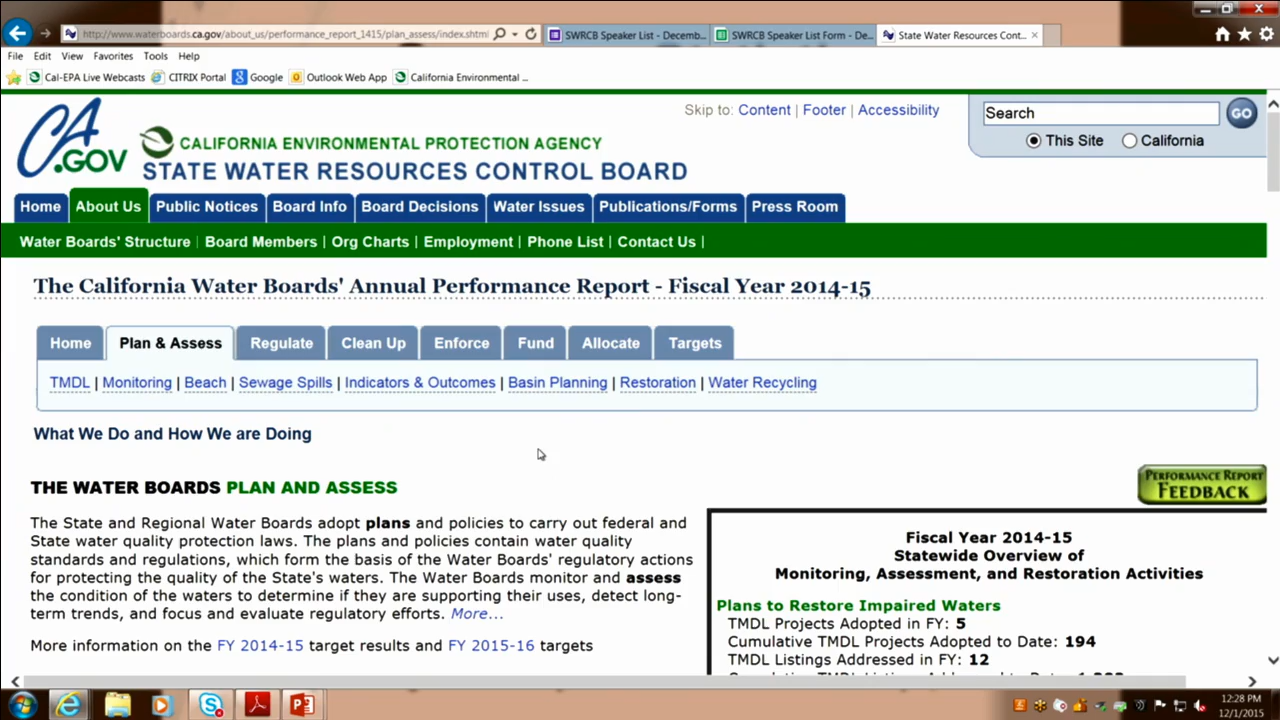 http://www.waterboards.ca.gov/about_us/performance_report_1415/plan_assess/index.shtml
SWRCB Speaker List - Decemb...
SWRCB Speaker List Form - De...
State Water Resources Cont...
File Edit View Favorites Tools Help
Cal-EPA Live Webcasts CITRIX Portal Google Outlook Web App California Environmental ...
Skip to: Content | Footer | Accessibility
Search
GO
This Site California
CA.GOV
CALIFORNIA ENVIRONMENTAL PROTECTION AGENCY
STATE WATER RESOURCES CONTROL BOARD
Home About Us Public Notices Board Info Board Decisions Water Issues Publications/Forms Press Room
Water Boards' Structure | Board Members | Org Charts | Employment | Phone List | Contact Us |
The California Water Boards' Annual Performance Report - Fiscal Year 2014-15
Home Plan & Assess Regulate Clean Up Enforce Fund Allocate Targets
TMDL | Monitoring | Beach | Sewage Spills | Indicators & Outcomes | Basin Planning | Restoration | Water Recycling
What We Do and How We are Doing
PERFORMANCE REPORT
FEEDBACK
THE WATER BOARDS PLAN AND ASSESS
The State and Regional Water Boards adopt plans and policies to carry out federal and
State water quality protection laws. The plans and policies contain water quality
standards and regulations, which form the basis of the Water Boards' regulatory actions
for protecting the quality of the State's waters. The Water Boards monitor and assess
the condition of the waters to determine if they are supporting their uses, detect long-
term trends, and focus and evaluate regulatory efforts. More...
More information on the FY 2014-15 target results and FY 2015-16 targets
Fiscal Year 2014-15
Statewide Overview of
Monitoring, Assessment, and Restoration Activities
Plans to Restore Impaired Waters
TMDL Projects Adopted in FY: 5
Cumulative TMDL Projects Adopted to Date: 194
TMDL Listings Addressed in FY: 12
12:28 PM
12/1/2015